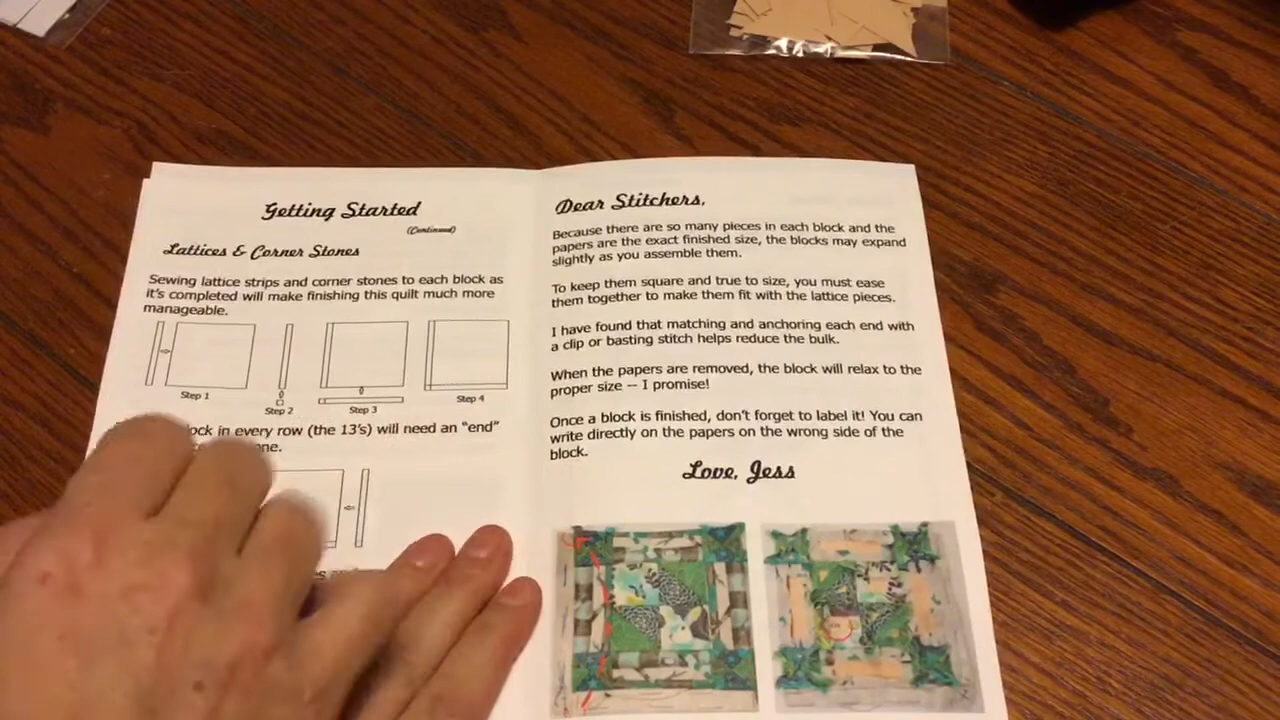 Getting Started
(Continued)
Lattices & Corner Stones
Sewing lattice strips and corner stones to each block as
it's completed will make finishing this quilt much more
manageable.
Step 1
Step 2
Step 3
Step 4
in every row (the 13's) will need an "end"
Dear Stitchers,
Because there are so many pieces in each block and the
papers are the exact finished size, the blocks may expand
slightly as you assemble them.
To keep them square and true to size, you must ease
them together to make them fit with the lattice pieces.
I have found that matching and anchoring each end with
a clip or basting stitch helps reduce the bulk.
When the papers are removed, the block will relax to the
proper size -- I promise!
Once a block is finished, don't forget to label it! You can
write directly on the papers on the wrong side of the
block.
Love, Jess